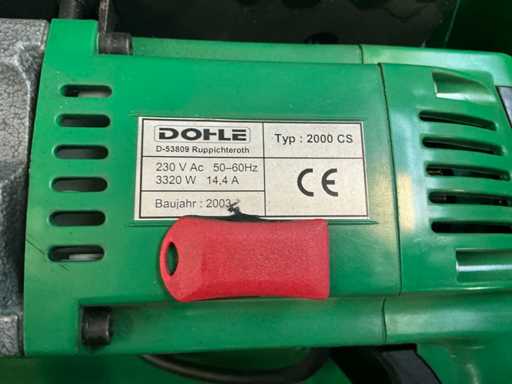 DOHLE
D-53809 Ruppichteroth
Typ : 2000 CS
230 V Ac 50–60Hz
3320 W 14,4 A
CE
Baujahr : 2003